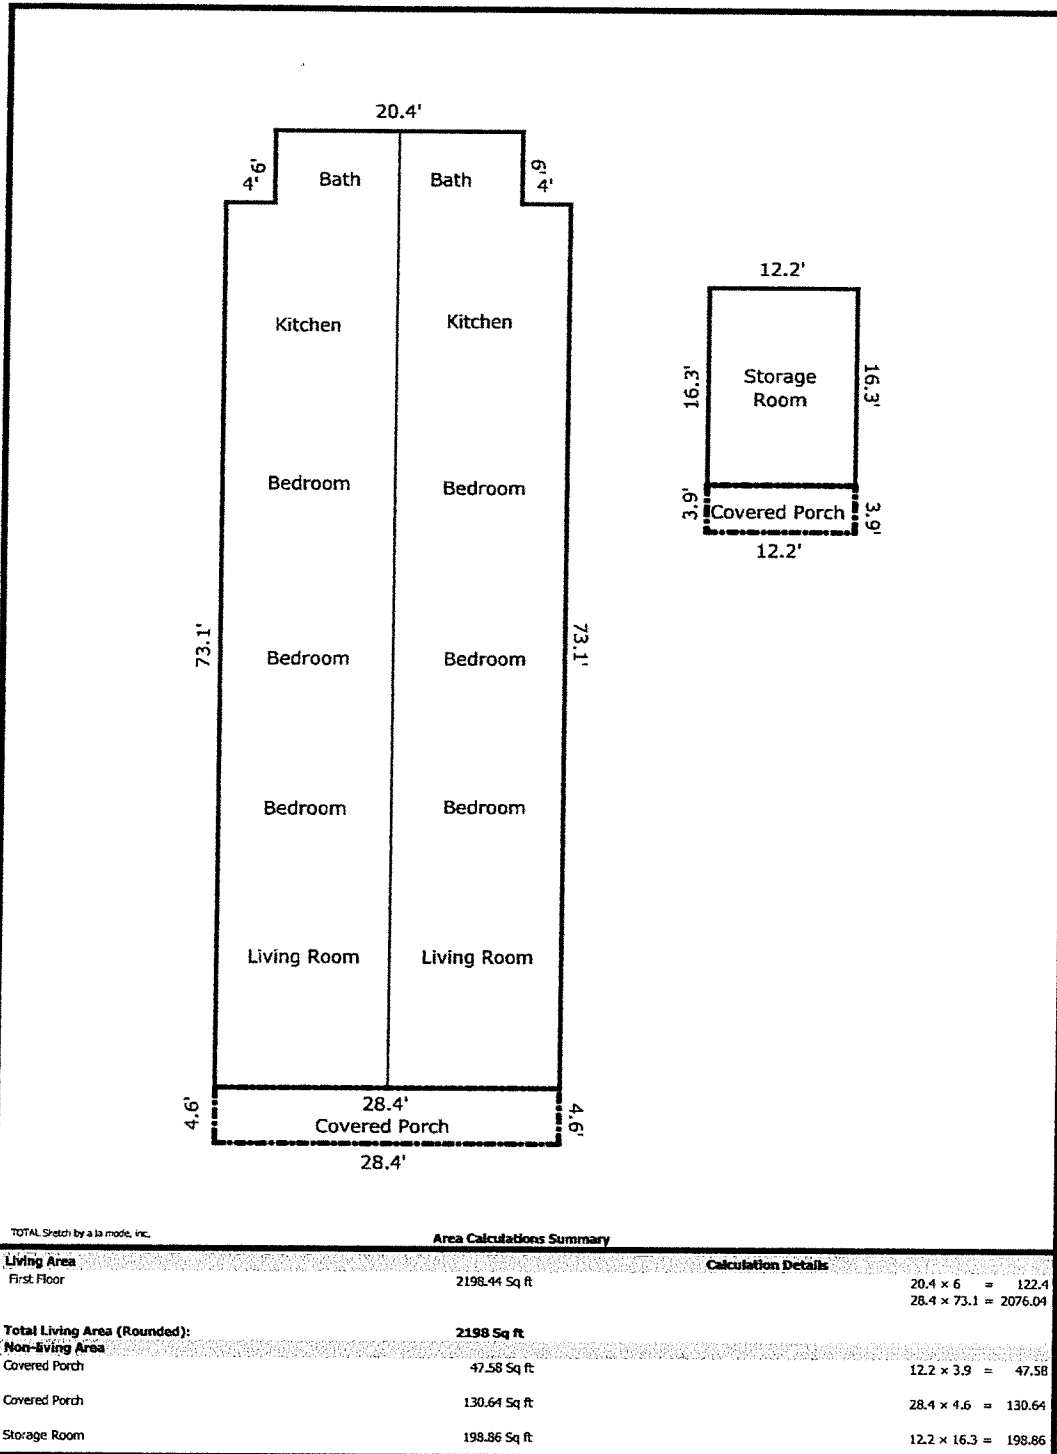 20.4'
4' 6' Bath Bath 6' 4'
12.2'
Kitchen Kitchen
16.3' Storage 16.3'
Room
Bedroom Bedroom
3.9' Covered Porch 3.9'
12.2'
73.1' Bedroom Bedroom 73.1'
Bedroom Bedroom
Living Room Living Room
4.6' 28.4' 4.6'
Covered Porch
28.4'
TOTAL Sketch by a la mode, inc.
Area Calculations Summary
Living Area Calculation Details
First Floor 2198.44 Sq ft 20.4 × 6 = 122.4
28.4 × 73.1 = 2076.04
Total Living Area (Rounded): 2198 Sq ft
Non-living Area
Covered Porch 47.58 Sq ft 12.2 × 3.9 = 47.58
Covered Porch 130.64 Sq ft 28.4 × 4.6 = 130.64
Storage Room 198.86 Sq ft 12.2 × 16.3 = 198.86